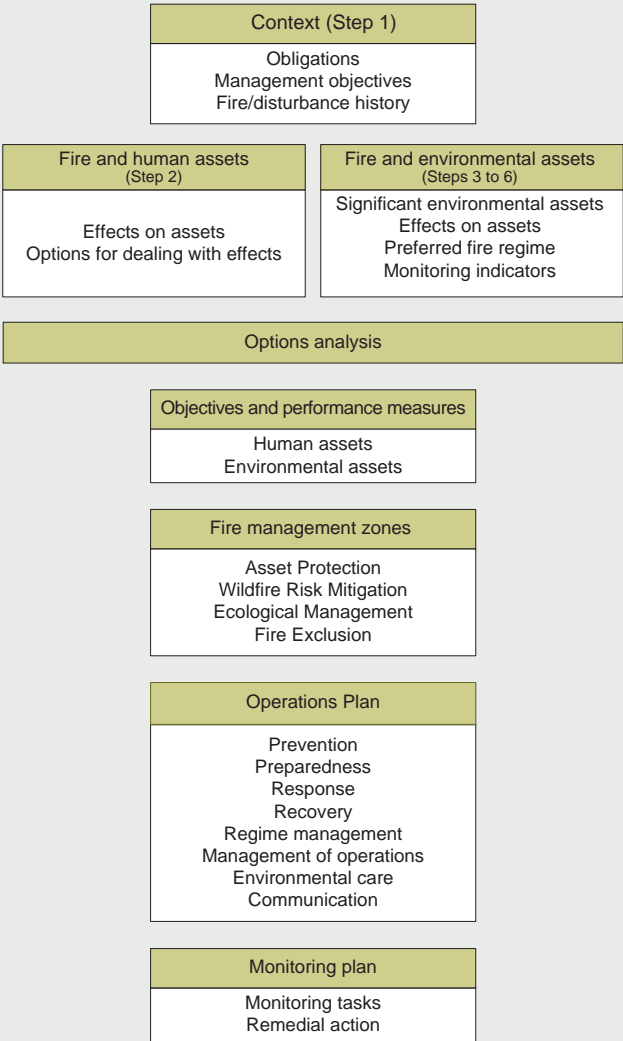 Context (Step 1)
Obligations
Management objectives
Fire/disturbance history
Fire and human assets
(Step 2)
Effects on assets
Options for dealing with effects
Fire and environmental assets
(Steps 3 to 6)
Significant environmental assets
Effects on assets
Preferred fire regime
Monitoring indicators
Options analysis
Objectives and performance measures
Human assets
Environmental assets
Fire management zones
Asset Protection
Wildfire Risk Mitigation
Ecological Management
Fire Exclusion
Operations Plan
Prevention
Preparedness
Response
Recovery
Regime management
Management of operations
Environmental care
Communication
Monitoring plan
Monitoring tasks
Remedial action